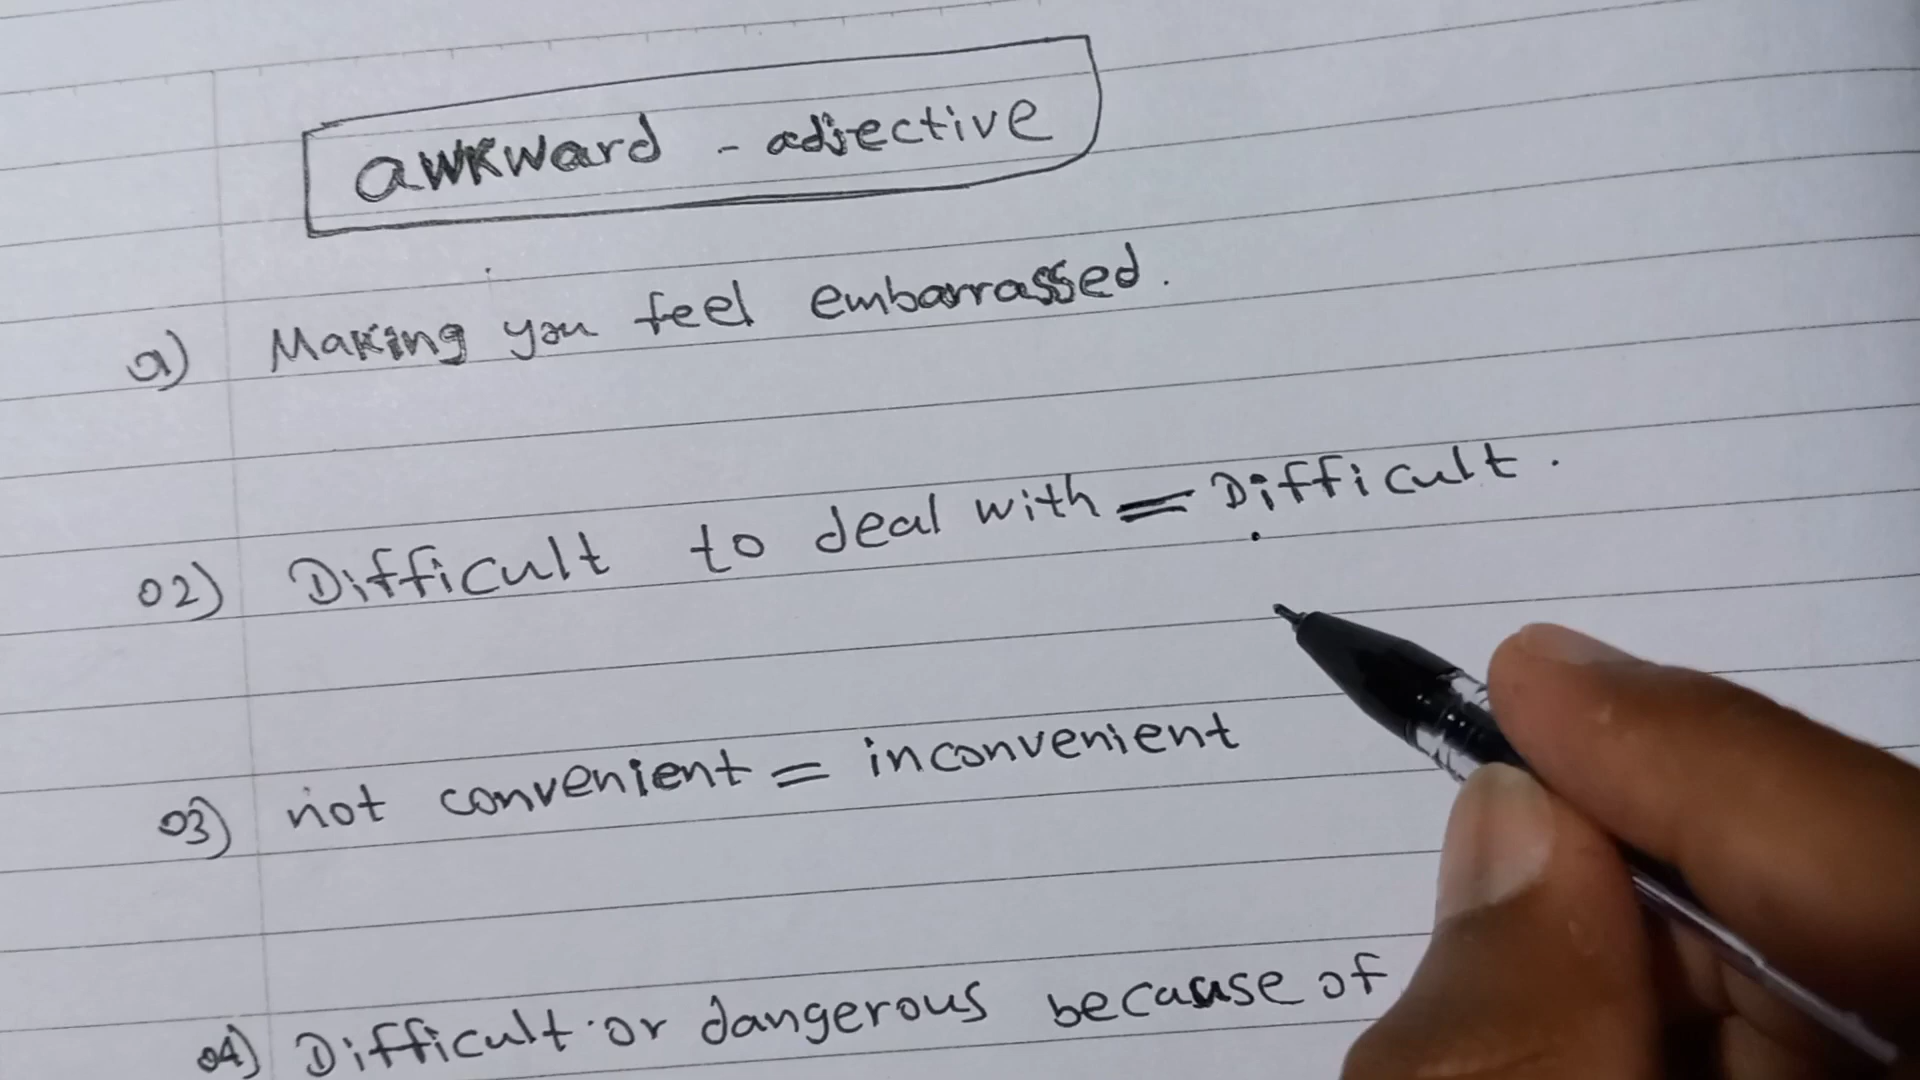 awkward - adjective
a) Making you feel embarrassed.
02) Difficult to deal with = Difficult.
03) not convenient = inconvenient
04) Difficult or dangerous because of